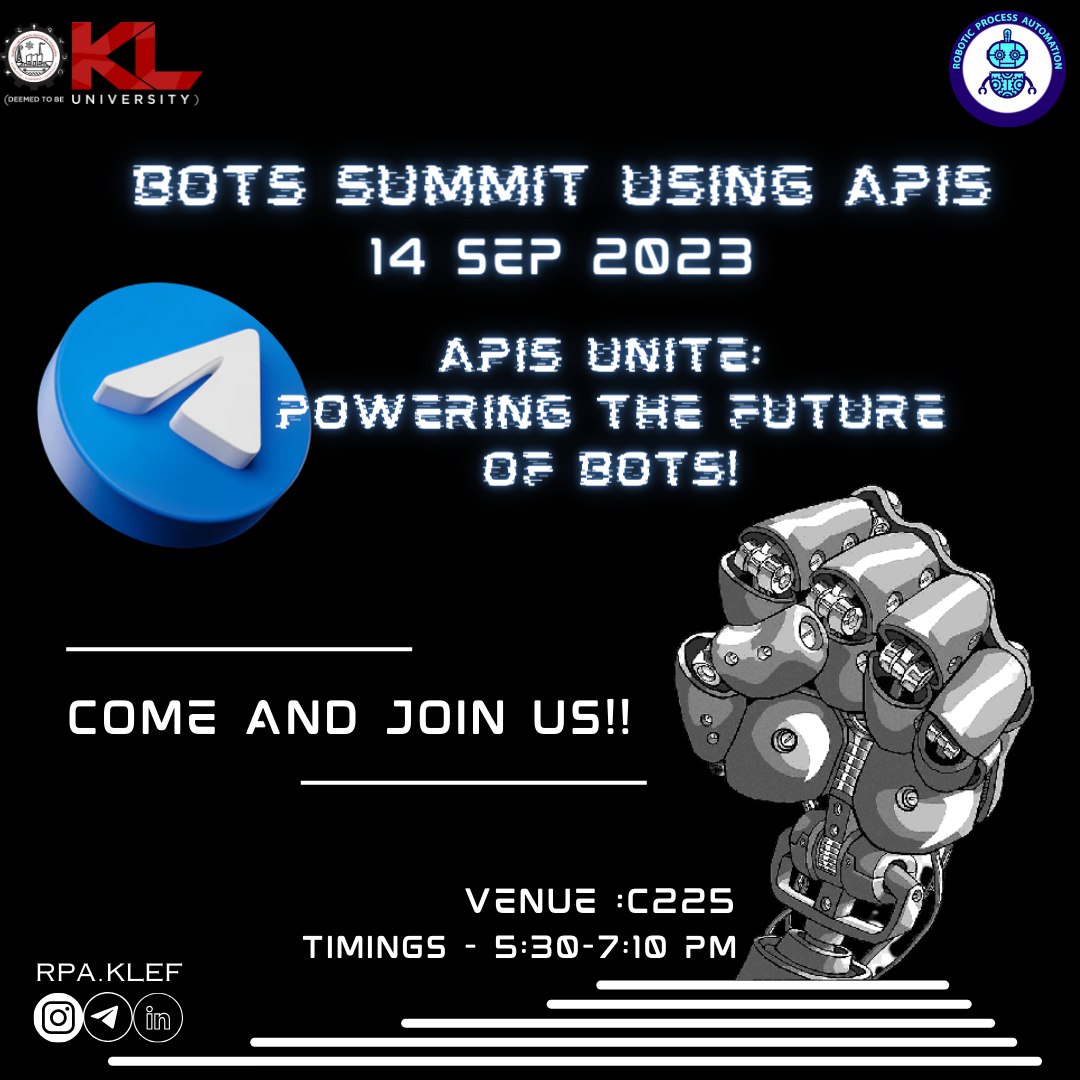 KL
(DEEMED TO BE UNIVERSITY)
ROBOTIC PROCESS AUTOMATION
BOTS SUMMIT USING APIS
14 SEP 2023
APIS UNITE:
POWERING THE FUTURE
OF BOTS!
COME AND JOIN US!!
VENUE :C225
TIMINGS - 5:30-7:10 PM
RPA.KLEF
in